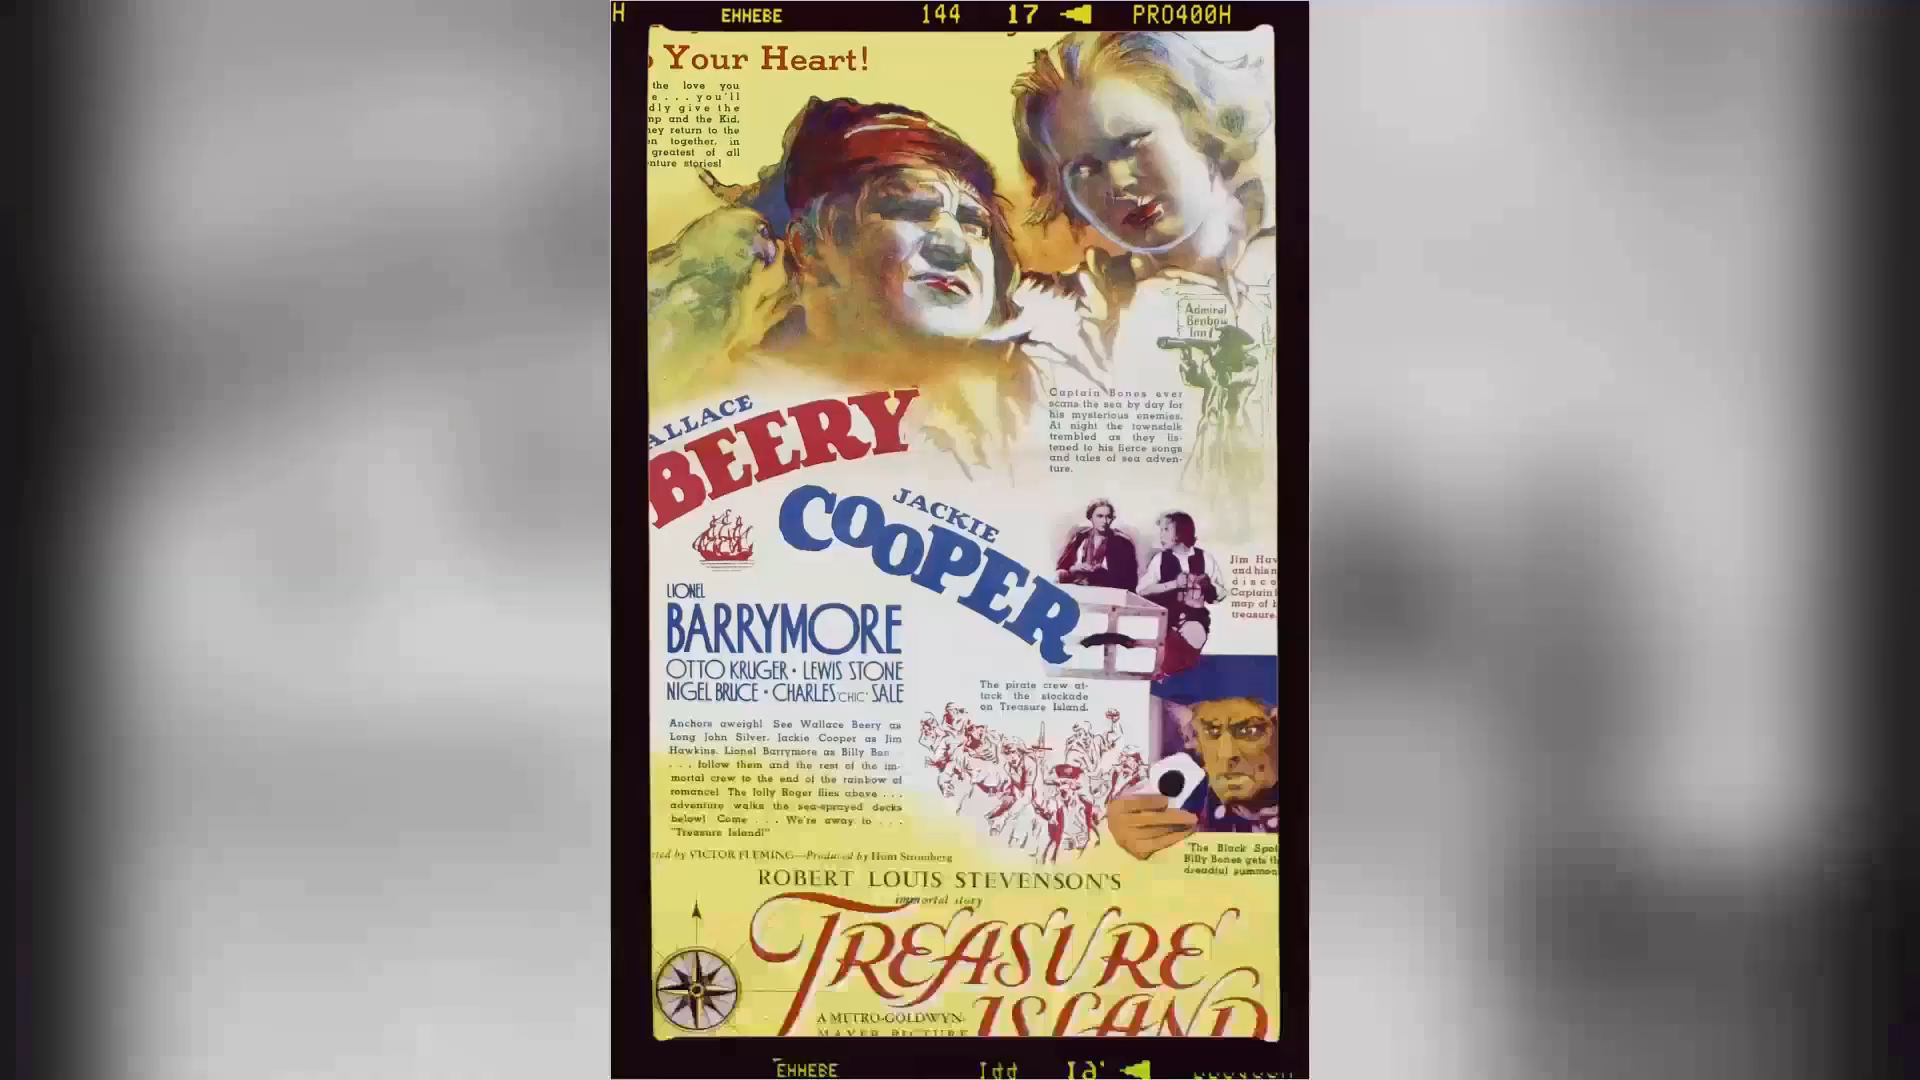 H EHHEBE 144 17 PRO400H
Your Heart!
the love you
e . . . you'll
dly give the
mp and the Kid,
hey return to the
en together, in
greatest of all
enture stories!
Admiral
Benbow
Inn
ALLACE
BEERY
Captain Bones ever
scans the sea by day for
his mysterious enemies.
At night the townsfolk
trembled as they lis-
tened to his fierce songs
and tales of sea adven-
ture.
JACKIE
COOPER
Jim Haw
and his m
disco
Captain
map of h
treasure.
LIONEL
BARRYMORE
OTTO KRUGER · LEWIS STONE
NIGEL BRUCE · CHARLES 'CHIC' SALE
The pirate crew at-
tack the stockade
on Treasure Island.
Anchors aweigh! See Wallace Beery as
Long John Silver, Jackie Cooper as Jim
Hawkins, Lionel Barrymore as Billy Bon
. . . follow them and the rest of the im-
mortal crew to the end of the rainbow of
romance! The Jolly Roger flies above . . .
adventure walks the sea-sprayed decks
below! Come . . . We're away to . . .
"Treasure Island!"
cted by VICTOR FLEMING—Produced by Hunt Stromberg
"The Black Spot
Billy Bones gets th
dreadful summon
ROBERT LOUIS STEVENSON'S
immortal story
TREASURE
ISLAND
A METRO-GOLDWYN-
MAYER PICTURE
EHHEBE